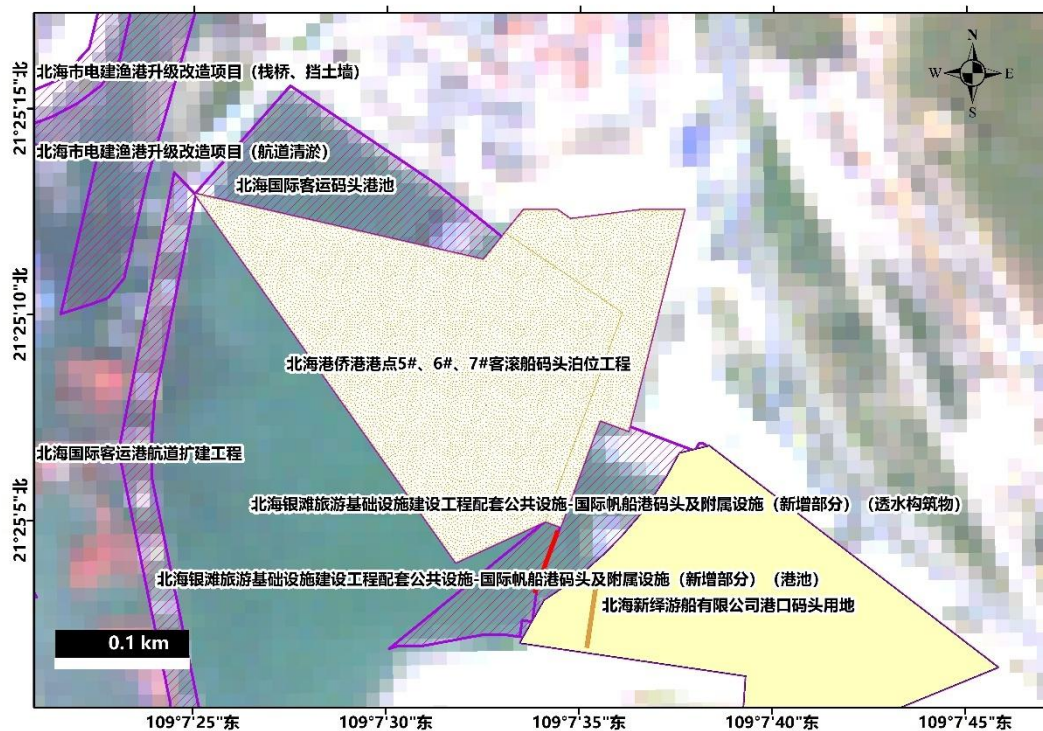 N
W E
S
21°25'15"北
21°25'10"北
21°25'5"北
北海市电建渔港升级改造项目（栈桥、挡土墙）
北海市电建渔港升级改造项目（航道清淤）
北海国际客运码头港池
北海港侨港港点5#、6#、7#客滚船码头泊位工程
北海国际客运港航道扩建工程
北海银滩旅游基础设施建设工程配套公共设施-国际帆船港码头及附属设施（新增部分）（透水构筑物）
北海银滩旅游基础设施建设工程配套公共设施-国际帆船港码头及附属设施（新增部分）（港池）
北海新绎游船有限公司港口码头用地
0.1 km
109°7'25"东
109°7'30"东
109°7'35"东
109°7'40"东
109°7'45"东